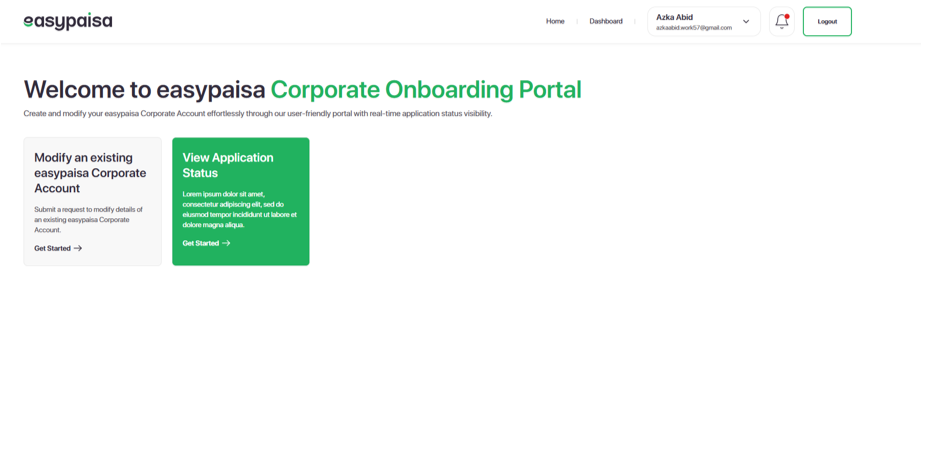 easypaisa
Home
Dashboard
Azka Abid
azkaabid.work57@gmail.com
Logout
Welcome to easypaisa Corporate Onboarding Portal
Create and modify your easypaisa Corporate Account effortlessly through our user-friendly portal with real-time application status visibility.
Modify an existing
easypaisa Corporate
Account
Submit a request to modify details of
an existing easypaisa Corporate
Account.
Get Started
View Application
Status
Lorem ipsum dolor sit amet,
consectetur adipiscing elit, sed do
eiusmod tempor incididunt ut labore et
dolore magna aliqua.
Get Started